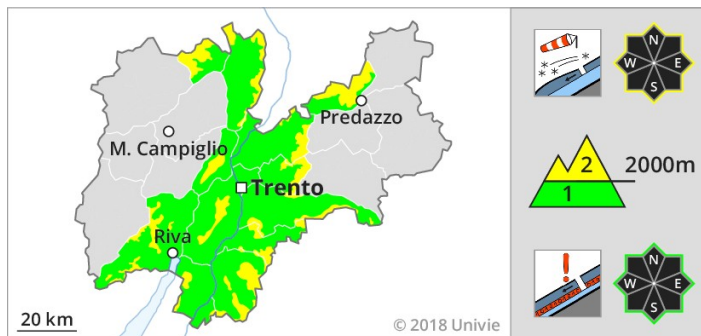 M. Campiglio
Predazzo
Trento
Riva
20 km
© 2018 Univie
N
W E
S
2 2000m
1
!
N
W E
S